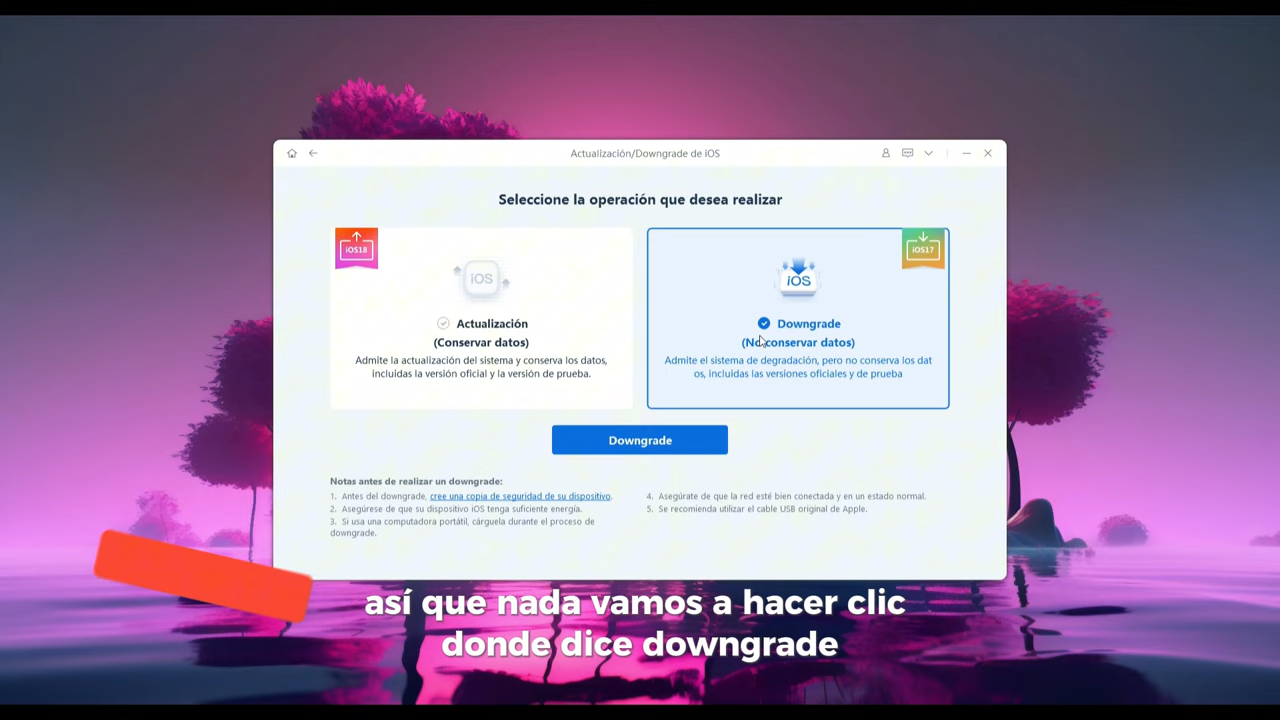 Actualización/Downgrade de iOS
Seleccione la operación que desea realizar
iOS18
iOS
Actualización
(Conservar datos)
Admite la actualización del sistema y conserva los datos,
incluidas la versión oficial y la versión de prueba.
iOS17
iOS
Downgrade
(No conservar datos)
Admite el sistema de degradación, pero no conserva los dat
os, incluidas las versiones oficiales y de prueba
Downgrade
Notas antes de realizar un downgrade:
1. Antes del downgrade, cree una copia de seguridad de su dispositivo.
2. Asegúrese de que su dispositivo iOS tenga suficiente energía.
3. Si usa una computadora portátil, cárguela durante el proceso de
downgrade.
4. Asegúrate de que la red esté bien conectada y en un estado normal.
5. Se recomienda utilizar el cable USB original de Apple.
así que nada vamos a hacer clic
donde dice downgrade